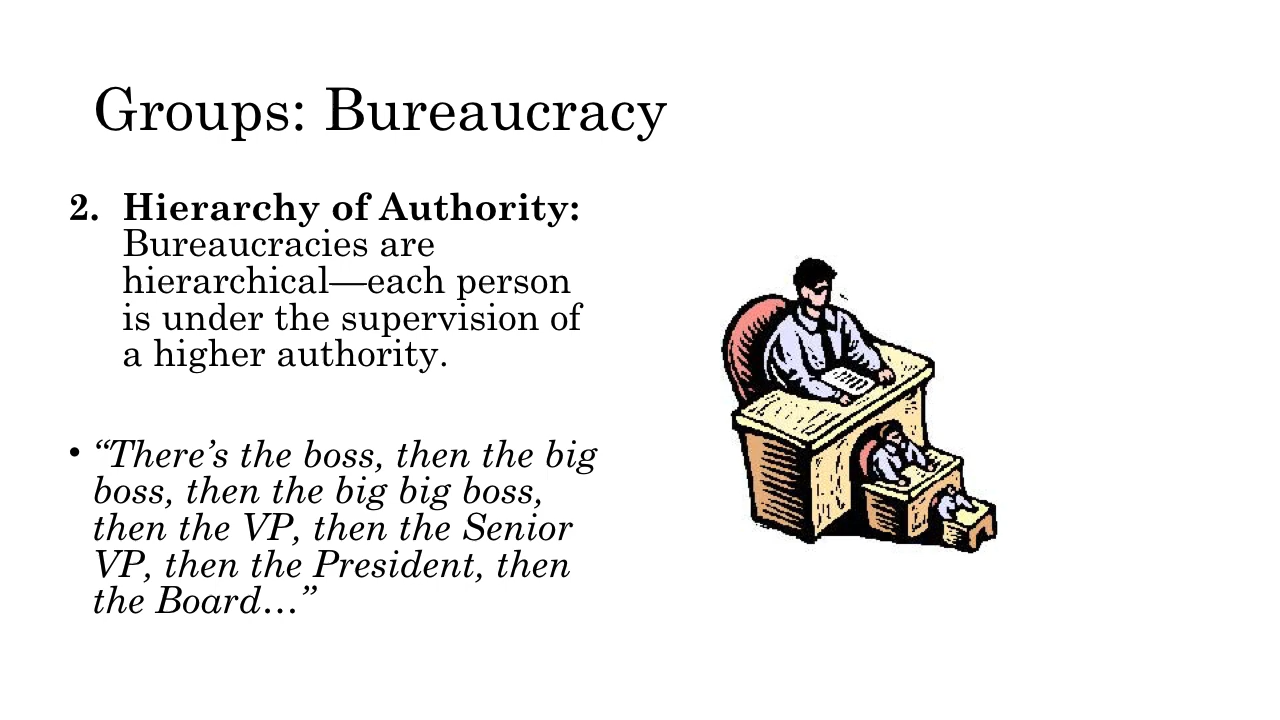 Groups: Bureaucracy
2. Hierarchy of Authority:
Bureaucracies are
hierarchical—each person
is under the supervision of
a higher authority.
• “There’s the boss, then the big
boss, then the big big boss,
then the VP, then the Senior
VP, then the President, then
the Board…”